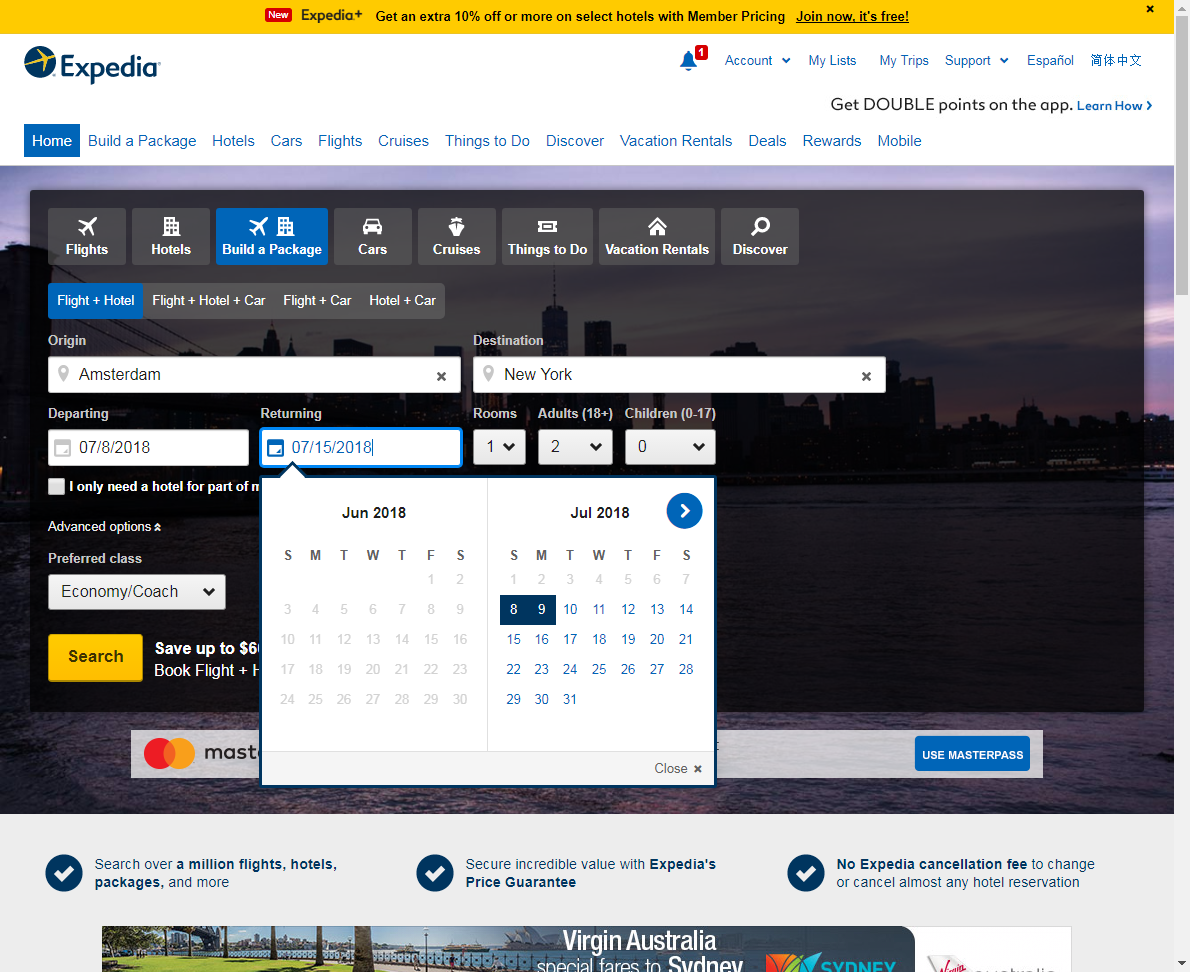 New Expedia+ Get an extra 10% off or more on select hotels with Member Pricing Join now, it's free! ×
Expedia 1 Account My Lists My Trips Support Español 简体中文
Get DOUBLE points on the app. Learn How
Home Build a Package Hotels Cars Flights Cruises Things to Do Discover Vacation Rentals Deals Rewards Mobile
Flights Hotels Build a Package Cars Cruises Things to Do Vacation Rentals Discover
Flight + Hotel Flight + Hotel + Car Flight + Car Hotel + Car
Origin Destination
Amsterdam × New York ×
Departing Returning Rooms Adults (18+) Children (0-17)
07/8/2018 07/15/2018 1 2 0
I only need a hotel for part of m
Advanced options
Preferred class
Economy/Coach
Search Save up to $6
Book Flight + H
Jun 2018
S M T W T F S
1 2
3 4 5 6 7 8 9
10 11 12 13 14 15 16
17 18 19 20 21 22 23
24 25 26 27 28 29 30
Jul 2018
S M T W T F S
1 2 3 4 5 6 7
8 9 10 11 12 13 14
15 16 17 18 19 20 21
22 23 24 25 26 27 28
29 30 31
Close ×
maste USE MASTERPASS
Search over a million flights, hotels,
packages, and more
Secure incredible value with Expedia's
Price Guarantee
No Expedia cancellation fee to change
or cancel almost any hotel reservation
Virgin Australia
special fares to Sydney
SYDNEY
Virgin australia